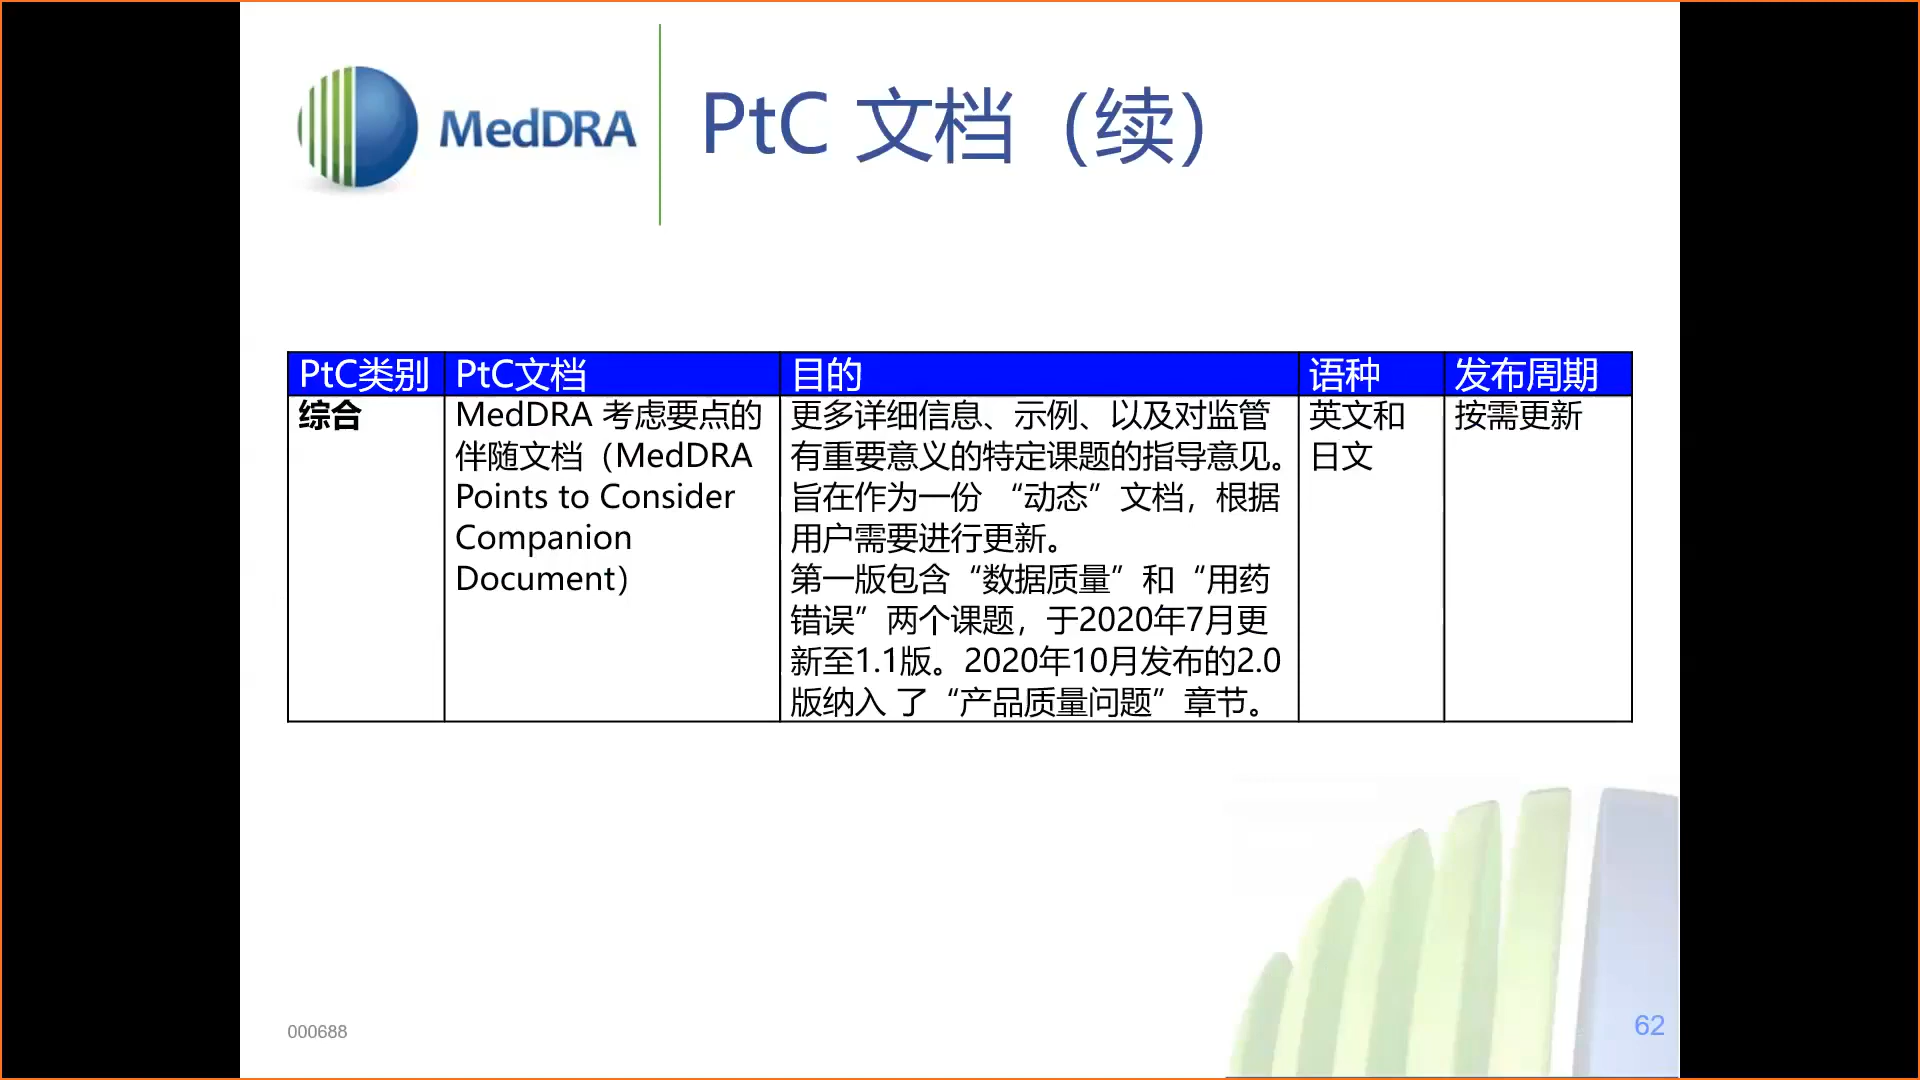 MedDRA
PtC 文档（续）
PtC类别
PtC文档
目的
语种
发布周期
综合
MedDRA 考虑要点的
伴随文档（MedDRA
Points to Consider
Companion
Document）
更多详细信息、示例、以及对监管
有重要意义的特定课题的指导意见。
旨在作为一份 “动态”文档，根据
用户需要进行更新。
第一版包含“数据质量”和“用药
错误”两个课题，于2020年7月更
新至1.1版。2020年10月发布的2.0
版纳入 了“产品质量问题”章节。
英文和
日文
按需更新
000688
62